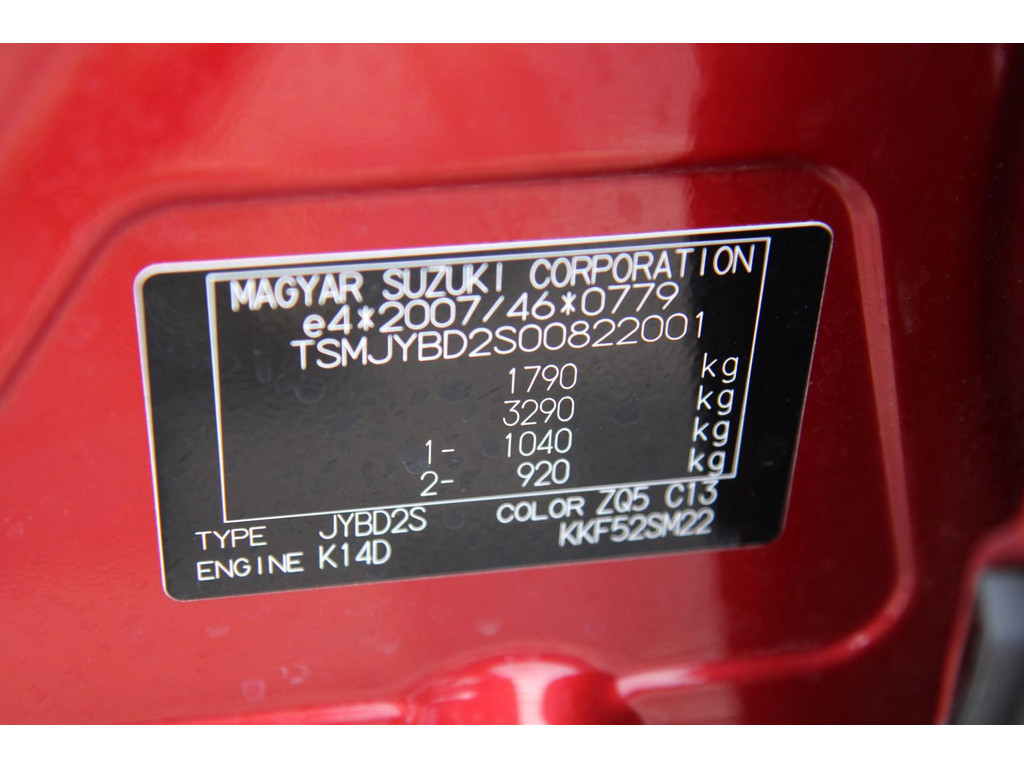 MAGYAR SUZUKI CORPORATION
e4*2007/46*0779
TSMJYBD2S00822001
1790 kg
3290 kg
1- 1040 kg
2- 920 kg
TYPE JYBD2S COLOR ZQ5 C13
ENGINE K14D KKF52SM22